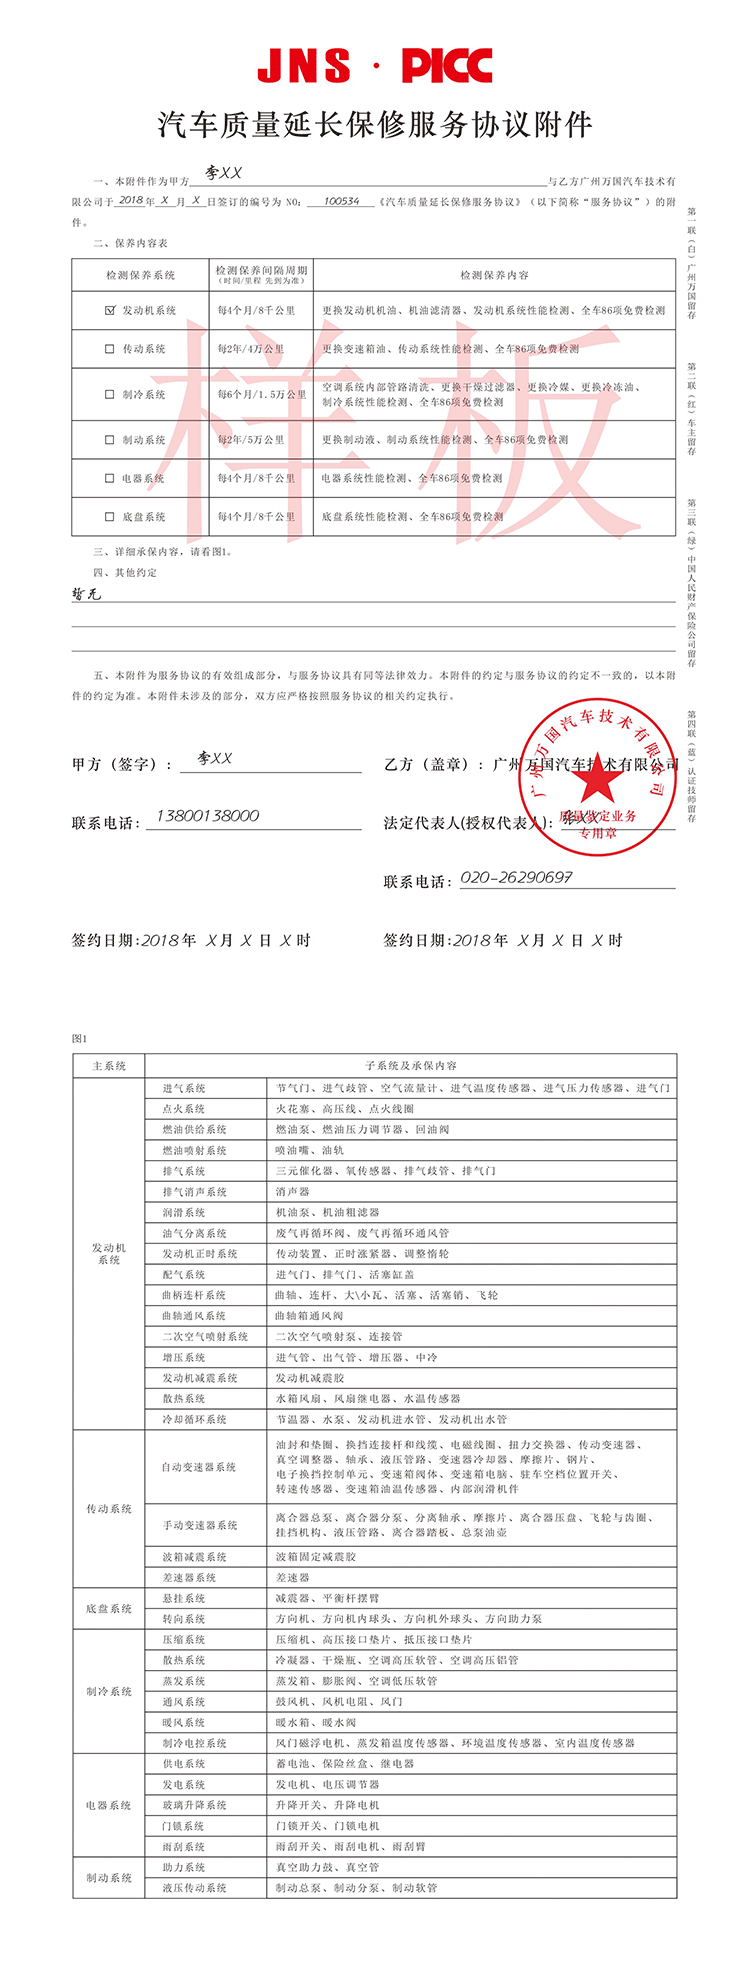 JNS · PICC
汽车质量延长保修服务协议附件
一、本附件作为甲方 李XX 与乙方广州万国汽车技术有
限公司于 2018 年 X 月 X 日签订的编号为 NO: 100534 《汽车质量延长保修服务协议》(以下简称“服务协议”)的附
件。
二、保养内容表
检测保养系统 检测保养间隔周期 检测保养内容
(时间/里程 先到为准)
☑ 发动机系统 每4个月/8千公里 更换发动机机油、机油滤清器、发动机系统性能检测、全车86项免费检测
☐ 传动系统 每2年/4万公里 更换变速箱油、传动系统性能检测、全车86项免费检测
☐ 制冷系统 每6个月/1.5万公里 空调系统内部管路清洗、更换干燥过滤器、更换冷媒、更换冷冻油、
制冷系统性能检测、全车86项免费检测
☐ 制动系统 每2年/5万公里 更换制动液、制动系统性能检测、全车86项免费检测
☐ 电器系统 每4个月/8千公里 电器系统性能检测、全车86项免费检测
☐ 底盘系统 每4个月/8千公里 底盘系统性能检测、全车86项免费检测
样板
三、详细承保内容，请看图1。
四、其他约定
暂无
五、本附件为服务协议的有效组成部分，与服务协议具有同等法律效力。本附件的约定与服务协议的约定不一致的，以本附
件的约定为准。本附件未涉及的部分，双方应严格按照服务协议的相关约定执行。
第一联(白)广州万国留存
第二联(红)车主留存
第三联(绿)中国人民财产保险公司留存
第四联(蓝)认证技师留存
甲方（签字）: 李XX
乙方（盖章）: 广州万国汽车技术有限公司
联系电话: 13800138000
法定代表人(授权代表人): 张XX
联系电话: 020-26290697
签约日期:2018年 X月 X 日 X 时
签约日期:2018年 X月 X 日 X 时
广州万国汽车技术有限公司
质量鉴定业务
专用章
图1
主系统 子系统及承保内容
发动机
系统
进气系统 节气门、进气歧管、空气流量计、进气温度传感器、进气压力传感器、进气门
点火系统 火花塞、高压线、点火线圈
燃油供给系统 燃油泵、燃油压力调节器、回油阀
燃油喷射系统 喷油嘴、油轨
排气系统 三元催化器、氧传感器、排气歧管、排气门
排气消声系统 消声器
润滑系统 机油泵、机油粗滤器
油气分离系统 废气再循环阀、废气再循环通风管
发动机正时系统 传动装置、正时涨紧器、调整惰轮
配气系统 进气门、排气门、活塞缸盖
曲柄连杆系统 曲轴、连杆、大\小瓦、活塞、活塞销、飞轮
曲轴通风系统 曲轴箱通风阀
二次空气喷射系统 二次空气喷射泵、连接管
增压系统 进气管、出气管、增压器、中冷
发动机减震系统 发动机减震胶
散热系统 水箱风扇、风扇继电器、水温传感器
冷却循环系统 节温器、水泵、发动机进水管、发动机出水管
传动系统
自动变速器系统 油封和垫圈、换挡连接杆和线缆、电磁线圈、扭力交换器、传动变速器、
真空调整器、轴承、液压管路、变速器冷却器、摩擦片、钢片、
电子换挡控制单元、变速箱阀体、变速箱电脑、驻车空档位置开关、
转速传感器、变速箱油温传感器、内部润滑机件
手动变速器系统 离合器总泵、离合器分泵、分离轴承、摩擦片、离合器压盘、飞轮与齿圈、
挂挡机构、液压管路、离合器踏板、总泵油壶
波箱减震系统 波箱固定减震胶
差速器系统 差速器
底盘系统
悬挂系统 减震器、平衡杆摆臂
转向系统 方向机、方向机内球头、方向机外球头、方向助力泵
制冷系统
压缩系统 压缩机、高压接口垫片、抵压接口垫片
散热系统 冷凝器、干燥瓶、空调高压软管、空调高压铝管
蒸发系统 蒸发箱、膨胀阀、空调低压软管
通风系统 鼓风机、风机电阻、风门
暖风系统 暖水箱、暖水阀
制冷电控系统 风门磁浮电机、蒸发箱温度传感器、环境温度传感器、室内温度传感器
电器系统
供电系统 蓄电池、保险丝盒、继电器
发电系统 发电机、电压调节器
玻璃升降系统 升降开关、升降电机
门锁系统 门锁开关、门锁电机
雨刮系统 雨刮开关、雨刮电机、雨刮臂
制动系统
助力系统 真空助力鼓、真空管
液压传动系统 制动总泵、制动分泵、制动软管